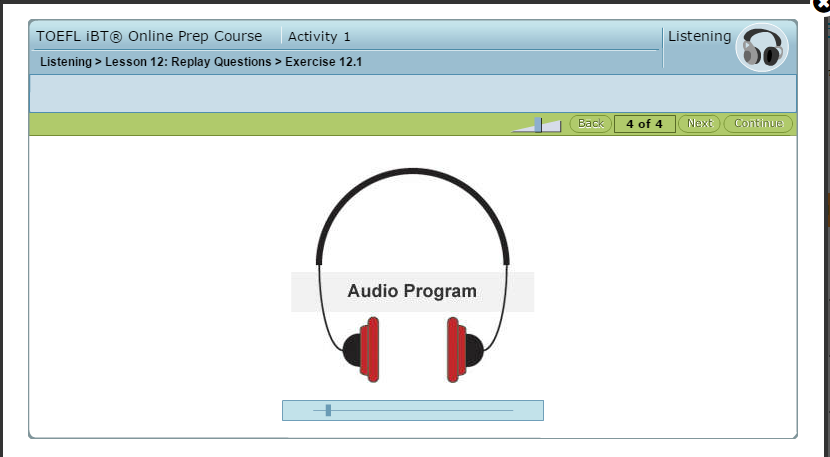 TOEFL iBT® Online Prep Course
Activity 1
Listening
Listening > Lesson 12: Replay Questions > Exercise 12.1
Back
4 of 4
Next
Continue
Audio Program